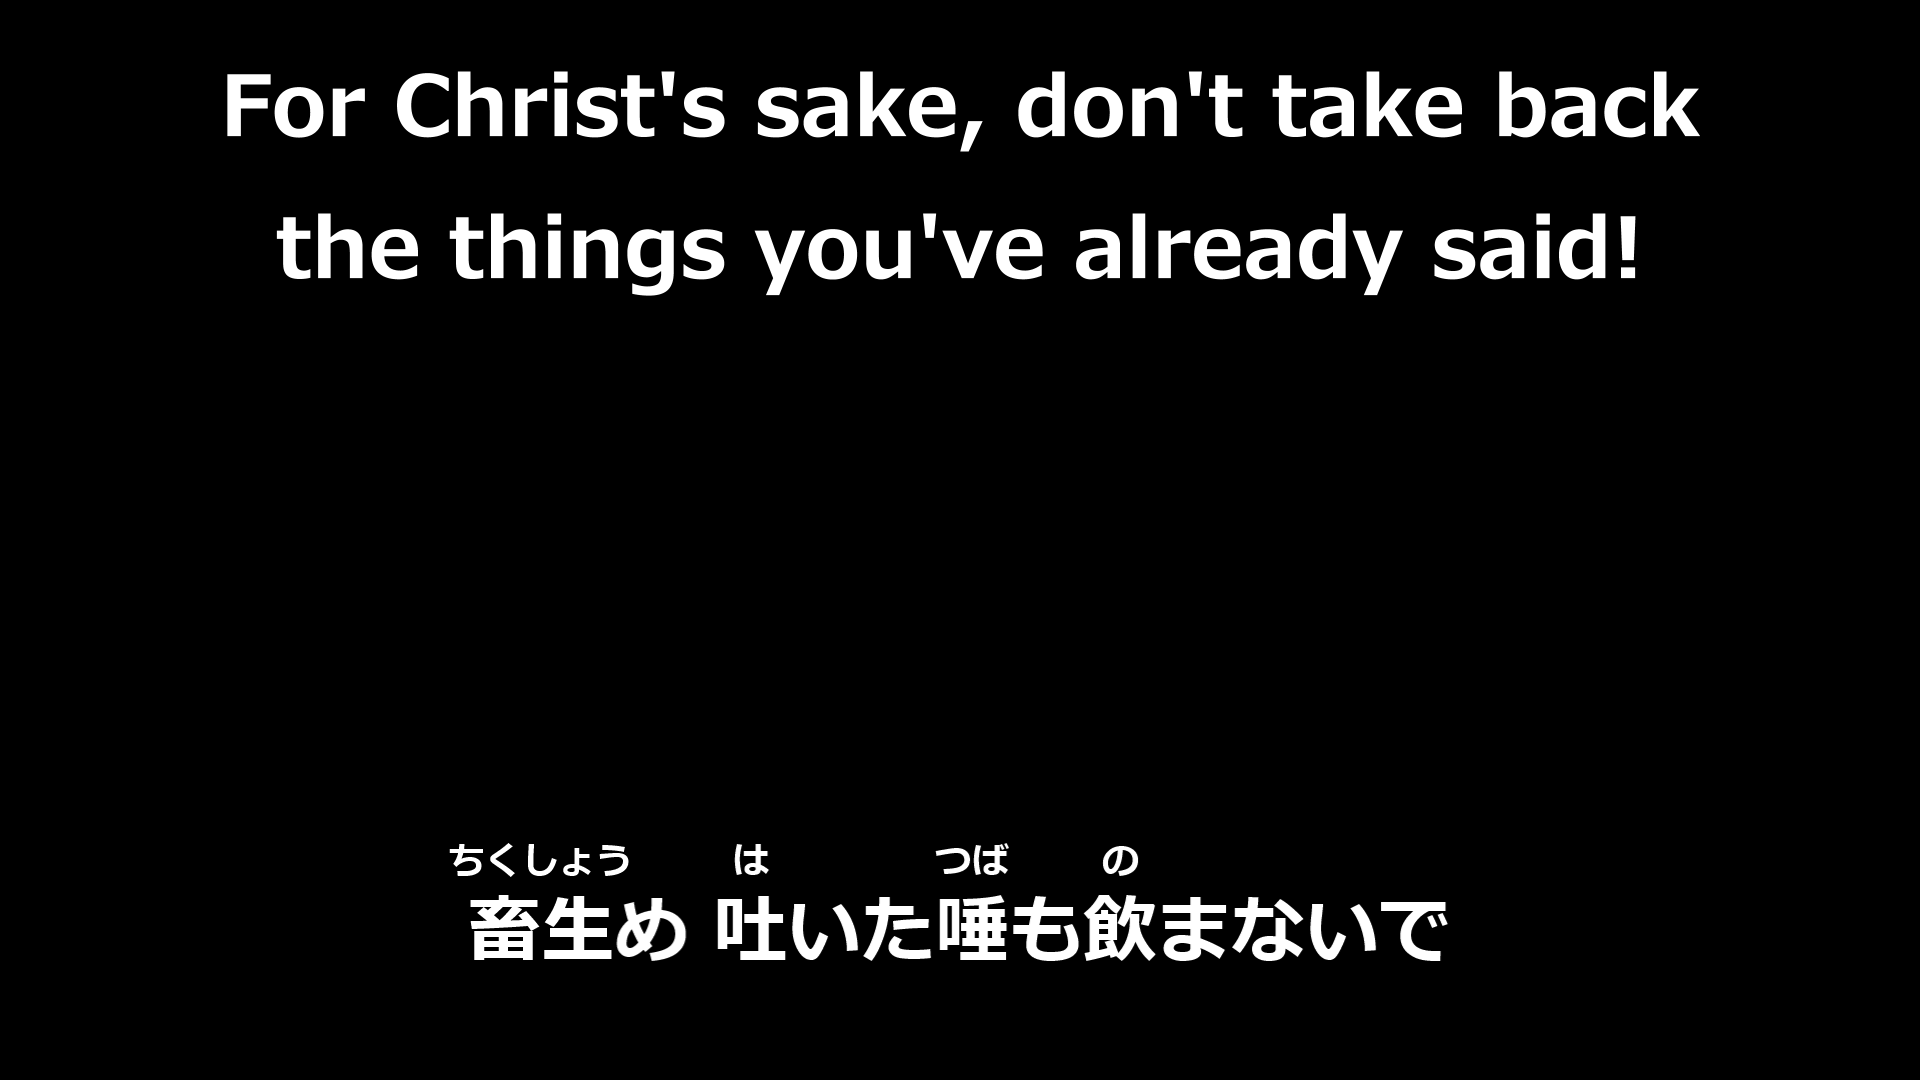 For Christ's sake, don't take back
the things you've already said!
ちくしょう は つば の
畜生め 吐いた唾も飲まないで